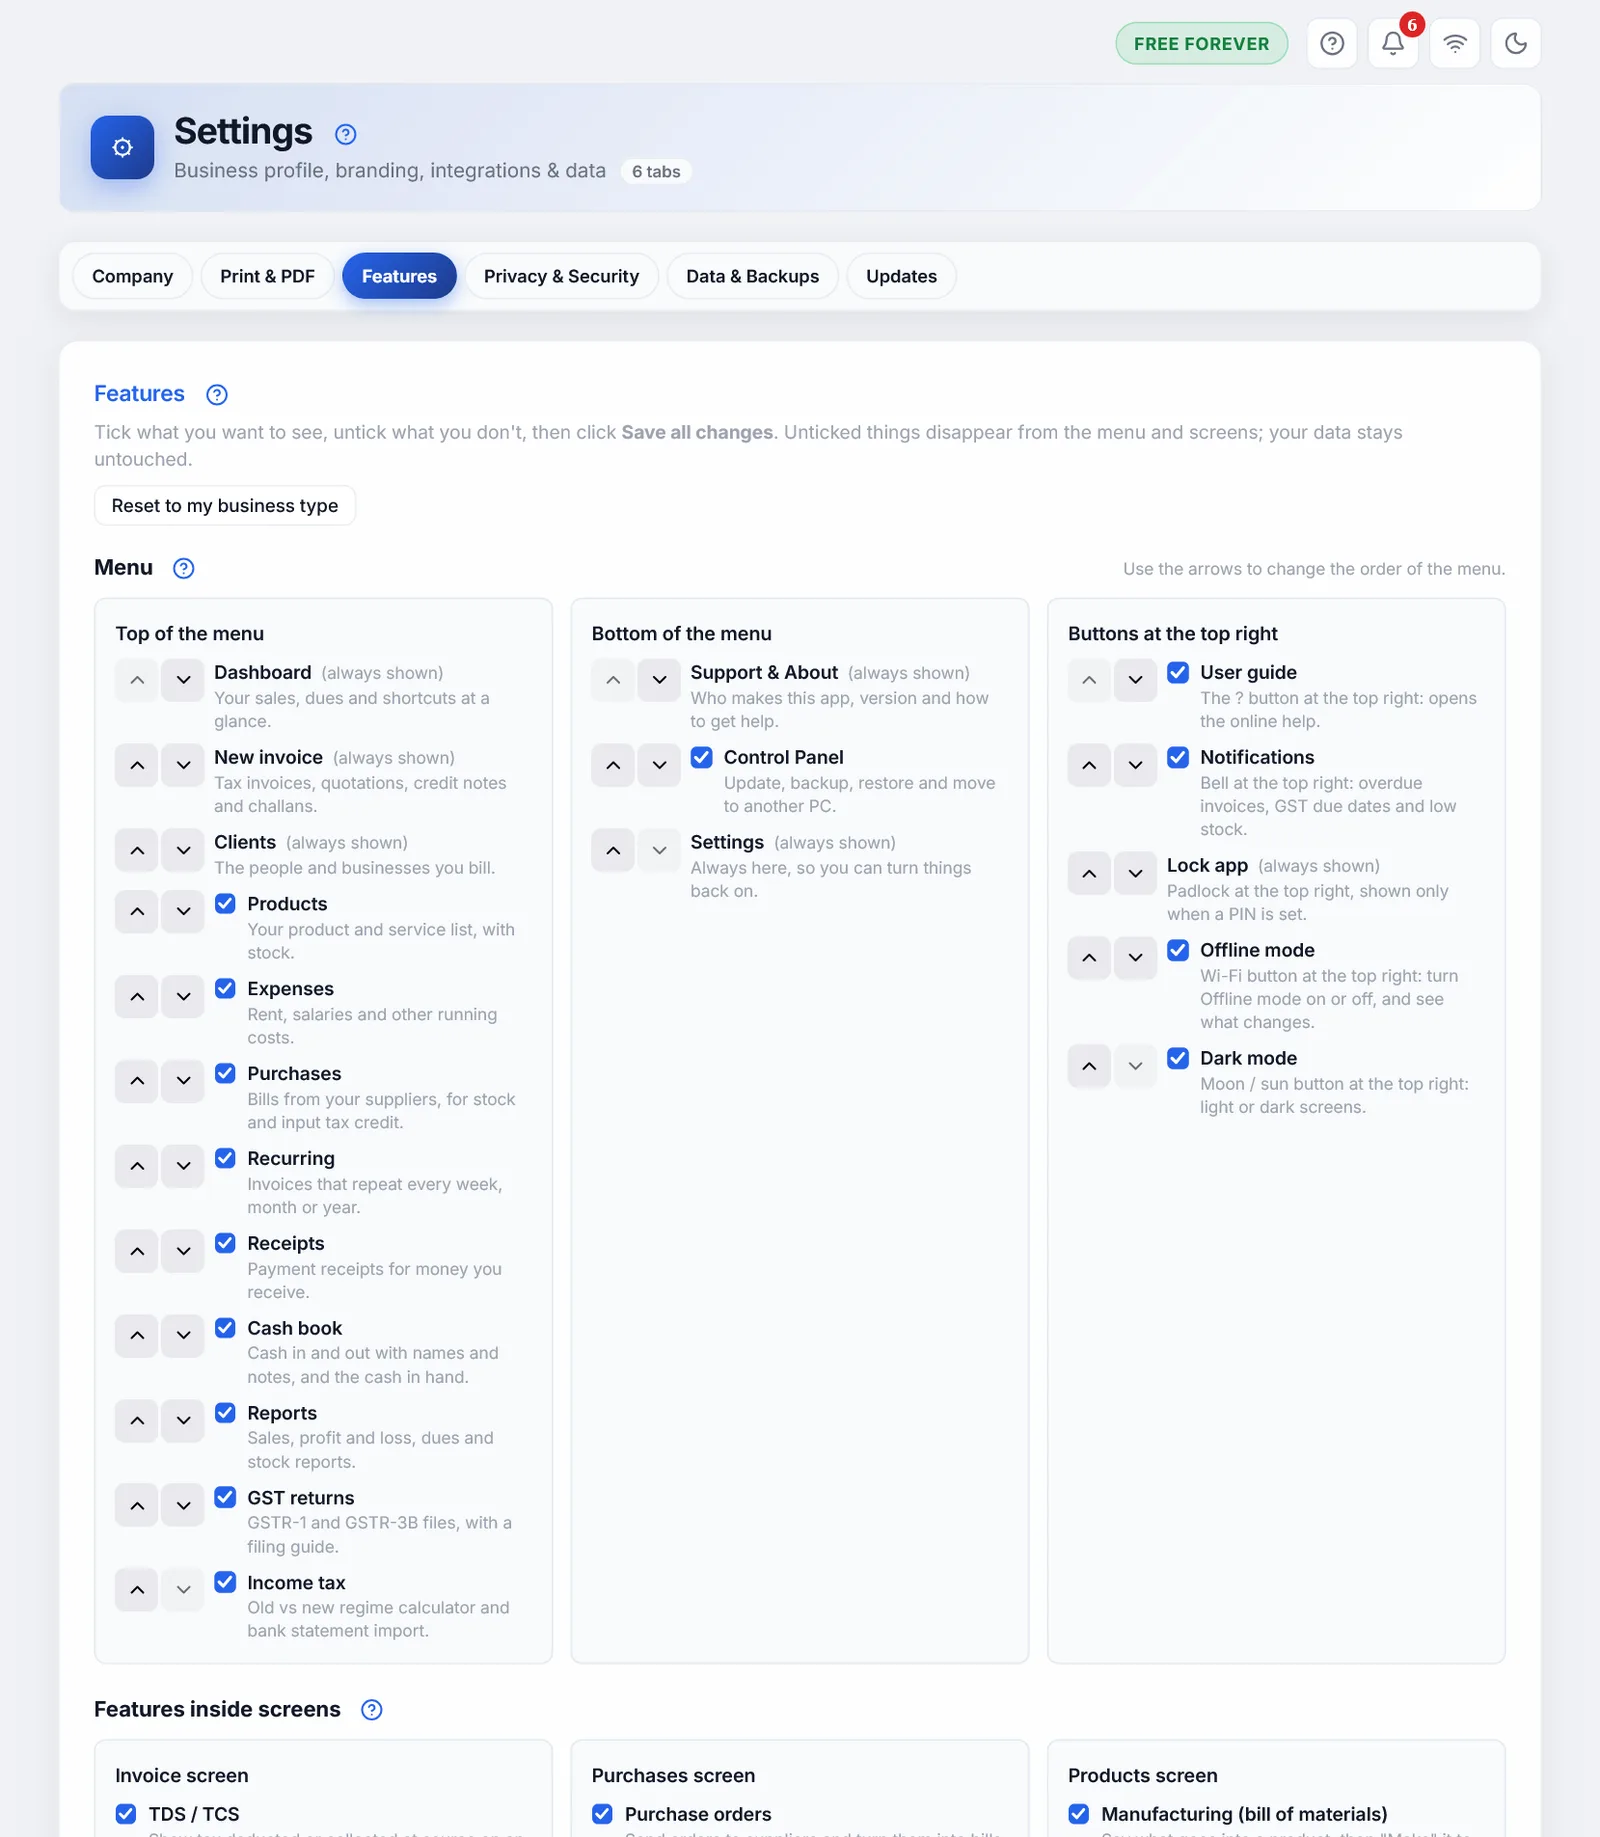 FREE FOREVER
6
Settings
Business profile, branding, integrations & data
6 tabs
Company
Print & PDF
Features
Privacy & Security
Data & Backups
Updates
Features
Tick what you want to see, untick what you don't, then click Save all changes. Unticked things disappear from the menu and screens; your data stays
untouched.
Reset to my business type
Menu
Use the arrows to change the order of the menu.
Top of the menu
Dashboard (always shown)
Your sales, dues and shortcuts at a
glance.
New invoice (always shown)
Tax invoices, quotations, credit notes
and challans.
Clients (always shown)
The people and businesses you bill.
Products
Your product and service list, with
stock.
Expenses
Rent, salaries and other running
costs.
Purchases
Bills from your suppliers, for stock
and input tax credit.
Recurring
Invoices that repeat every week,
month or year.
Receipts
Payment receipts for money you
receive.
Cash book
Cash in and out with names and
notes, and the cash in hand.
Reports
Sales, profit and loss, dues and
stock reports.
GST returns
GSTR-1 and GSTR-3B files, with a
filing guide.
Income tax
Old vs new regime calculator and
bank statement import.
Bottom of the menu
Support & About (always shown)
Who makes this app, version and how
to get help.
Control Panel
Update, backup, restore and move
to another PC.
Settings (always shown)
Always here, so you can turn things
back on.
Buttons at the top right
User guide
The ? button at the top right: opens
the online help.
Notifications
Bell at the top right: overdue
invoices, GST due dates and low
stock.
Lock app (always shown)
Padlock at the top right, shown only
when a PIN is set.
Offline mode
Wi-Fi button at the top right: turn
Offline mode on or off, and see
what changes.
Dark mode
Moon / sun button at the top right:
light or dark screens.
Features inside screens
Invoice screen
TDS / TCS
Purchases screen
Purchase orders
Products screen
Manufacturing (bill of materials)